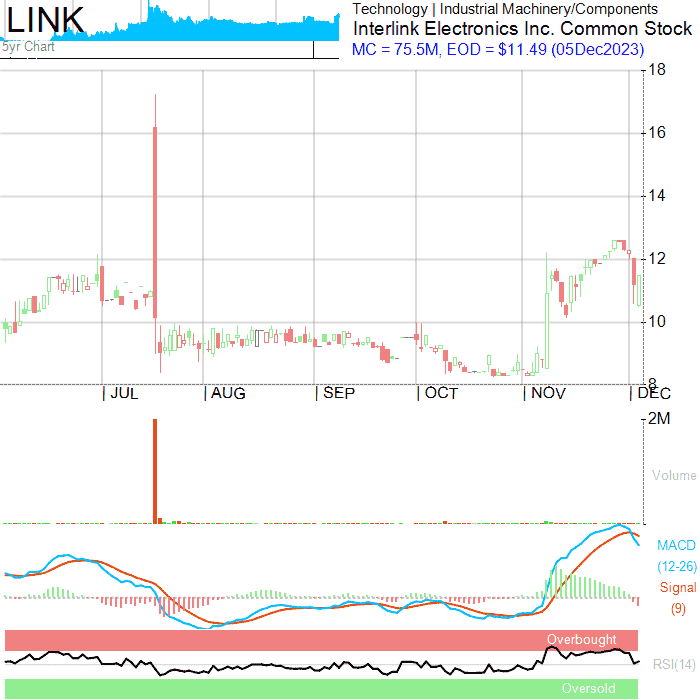 LINK
5yr Chart
Technology | Industrial Machinery/Components
Interlink Electronics Inc. Common Stock
MC = 75.5M, EOD = $11.49 (05Dec2023)
18
16
14
12
10
8
JUL AUG SEP OCT NOV DEC
2M
Volume
MACD
(12-26)
Signal
(9)
Overbought
RSI(14)
Oversold